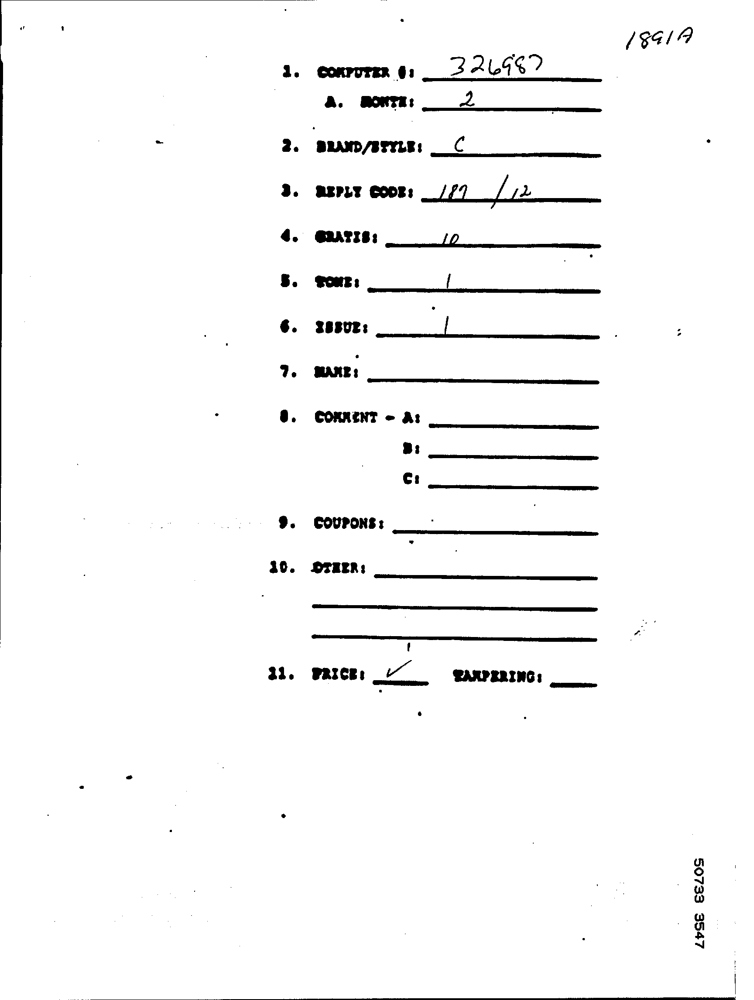 1891A
1. COMPUTER #: 326987
A. MONTH: 2
2. BRAND/STYLE: C
3. REPLY CODE: 187 / 12
4. GRATIS: 10
5. TONE: 1
6. ISSUE: 1
7. NAME:
8. COMMENT - A:
B:
C:
9. COUPONS:
10. OTHER:
11. PRICE: ✓ TAMPERING:
50733 3547